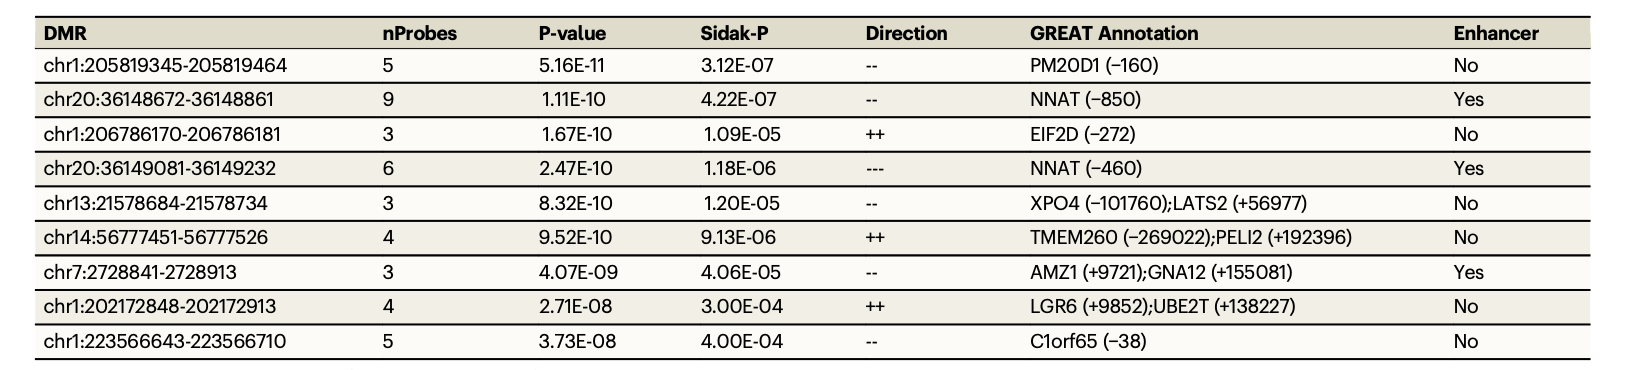 DMR nProbes P-value Sidak-P Direction GREAT Annotation Enhancer
chr1:205819345-205819464 5 5.16E-11 3.12E-07 -- PM20D1 (−160) No
chr20:36148672-36148861 9 1.11E-10 4.22E-07 -- NNAT (−850) Yes
chr1:206786170-206786181 3 1.67E-10 1.09E-05 ++ EIF2D (−272) No
chr20:36149081-36149232 6 2.47E-10 1.18E-06 --- NNAT (−460) Yes
chr13:21578684-21578734 3 8.32E-10 1.20E-05 -- XPO4 (−101760);LATS2 (+56977) No
chr14:56777451-56777526 4 9.52E-10 9.13E-06 ++ TMEM260 (−269022);PELI2 (+192396) No
chr7:2728841-2728913 3 4.07E-09 4.06E-05 -- AMZ1 (+9721);GNA12 (+155081) Yes
chr1:202172848-202172913 4 2.71E-08 3.00E-04 ++ LGR6 (+9852);UBE2T (+138227) No
chr1:223566643-223566710 5 3.73E-08 4.00E-04 -- C1orf65 (−38) No